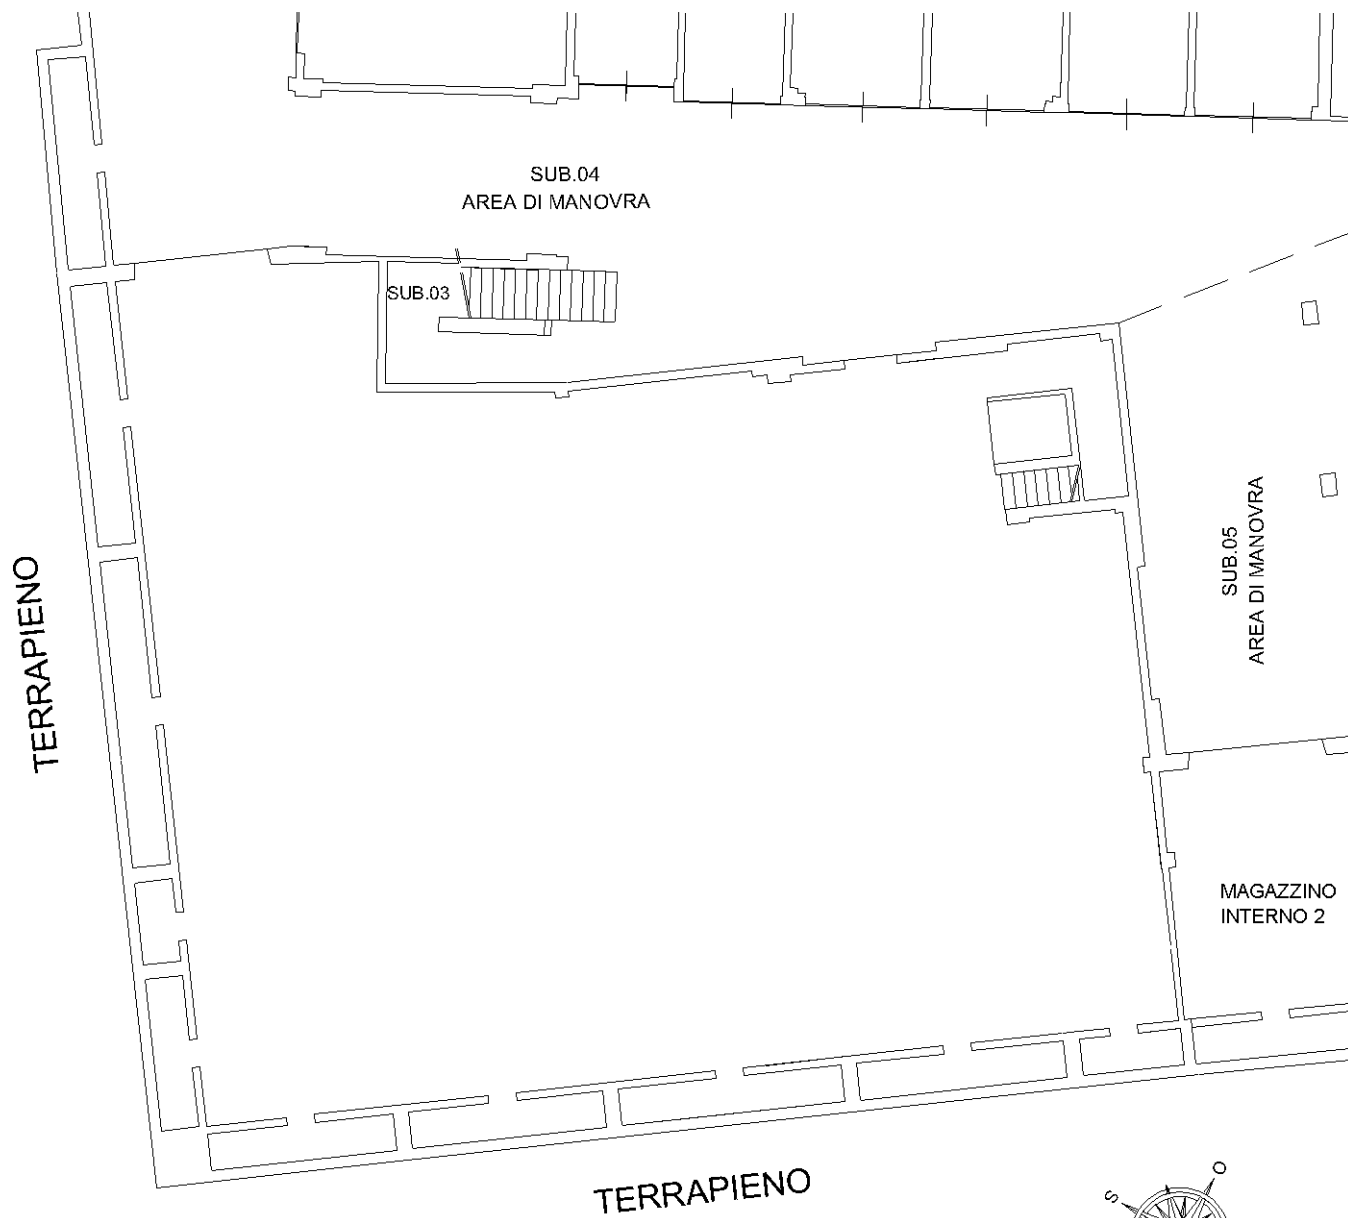 SUB.04
AREA DI MANOVRA
SUB.03
TERRAPIENO
SUB.05
AREA DI MANOVRA
MAGAZZINO
INTERNO 2
TERRAPIENO
S
O